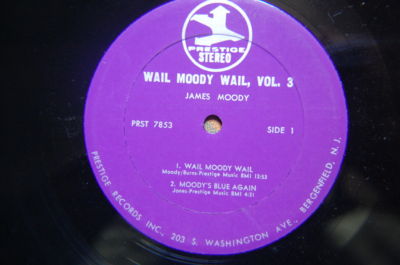 PRESTIGE
STEREO
WAIL MOODY WAIL, VOL. 3
JAMES MOODY
PRST 7853
SIDE 1
1. WAIL MOODY WAIL
Moody/Burns-Prestige Music BMI 13:53
2. MOODY'S BLUE AGAIN
Jones-Prestige Music BMI 4:21
PRESTIGE RECORDS INC., 203 S. WASHINGTON AVE., BERGENFIELD, N. J.